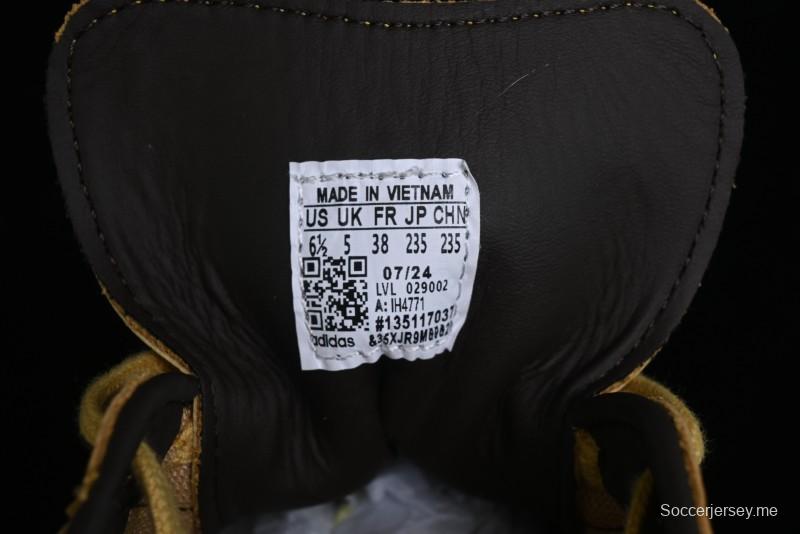 MADE IN VIETNAM
US UK FR JP CHN
6½ 5 38 235 235
07/24
LVL 029002
A: IH4771
adidas
Soccerjersey.me